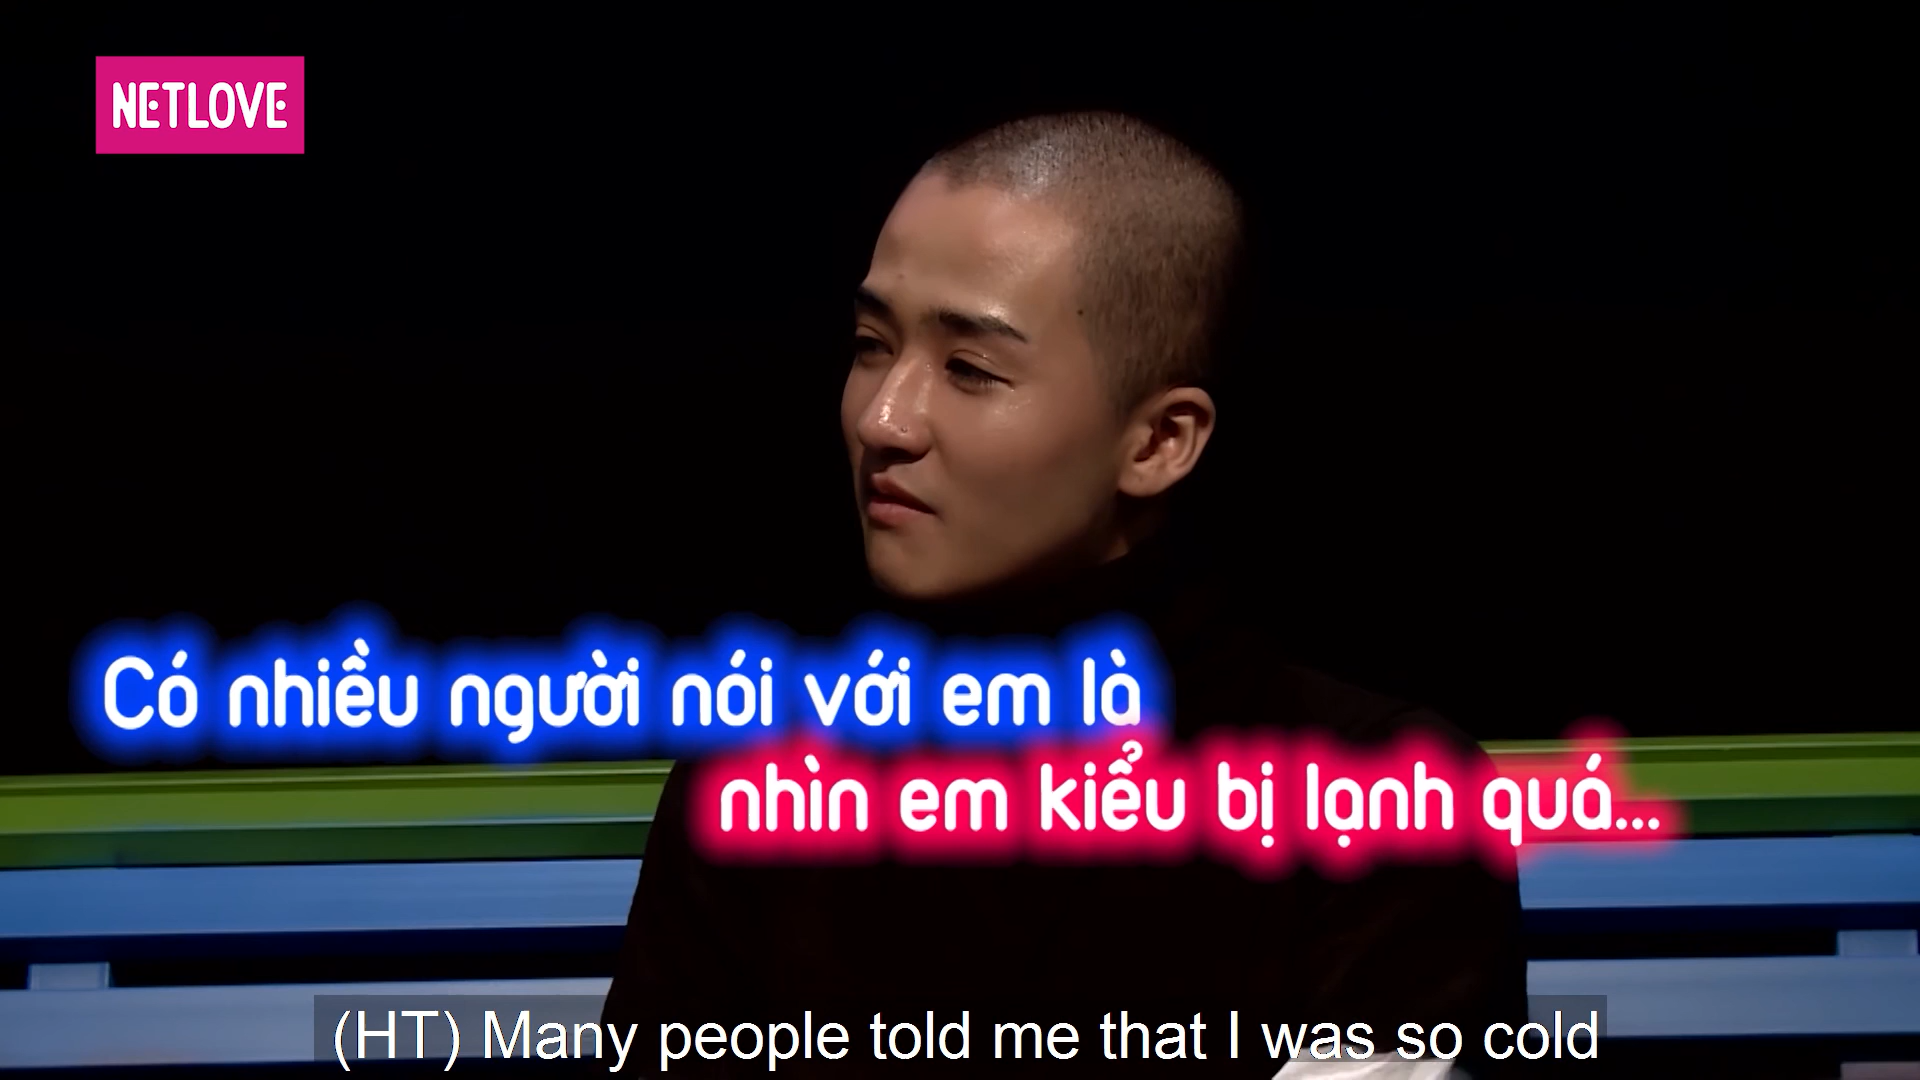 NETLOVE
Có nhiều người nói với em là
nhìn em kiểu bị lạnh quá...
(HT) Many people told me that I was so cold